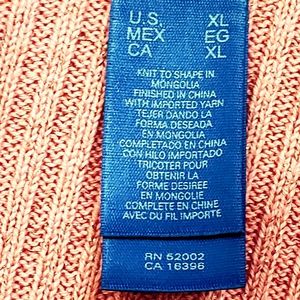 U.S. XL
MEX EG
CA XL
KNIT TO SHAPE IN
MONGOLIA
FINISHED IN CHINA
WITH IMPORTED YARN
TEJER DANDO LA
FORMA DESEADA
EN MONGOLIA
COMPLETADO EN CHINA
CON HILO IMPORTADO
TRICOTER POUR
OBTENIR LA
FORME DESIREE
EN MONGOLIE
COMPLETE EN CHINE
AVEC DU FIL IMPORTE
RN 52002
CA 16396